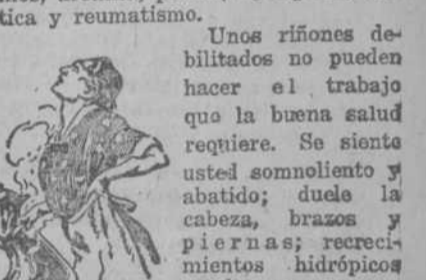 tica y reumatismo.
Unos riñones de-
bilitados no pueden
hacer el trabajo
que la buena salud
requiere. Se siente
usted somnoliento y
abatido; duele la
cabeza, brazos y
piernas; recreci-
mientos hidrópicos